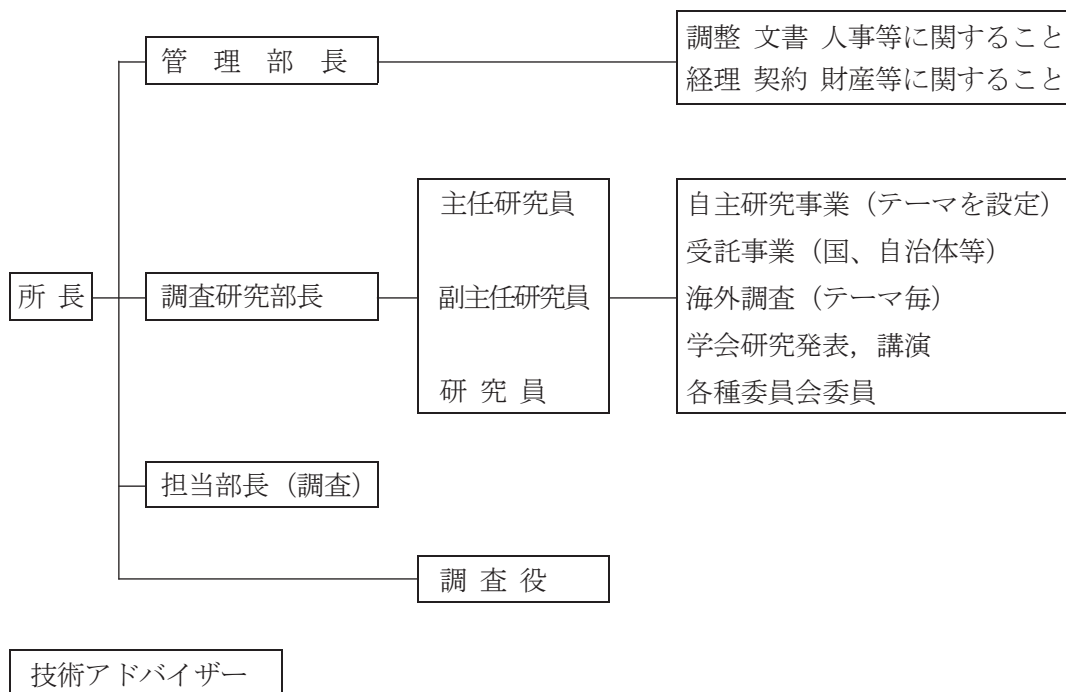 管理部長
調整 文書 人事等に関すること
経理 契約 財産等に関すること
所長
調査研究部長
主任研究員
副主任研究員
研究員
自主研究事業（テーマを設定）
受託事業（国、自治体等）
海外調査（テーマ毎）
学会研究発表，講演
各種委員会委員
担当部長（調査）
調査役
技術アドバイザー